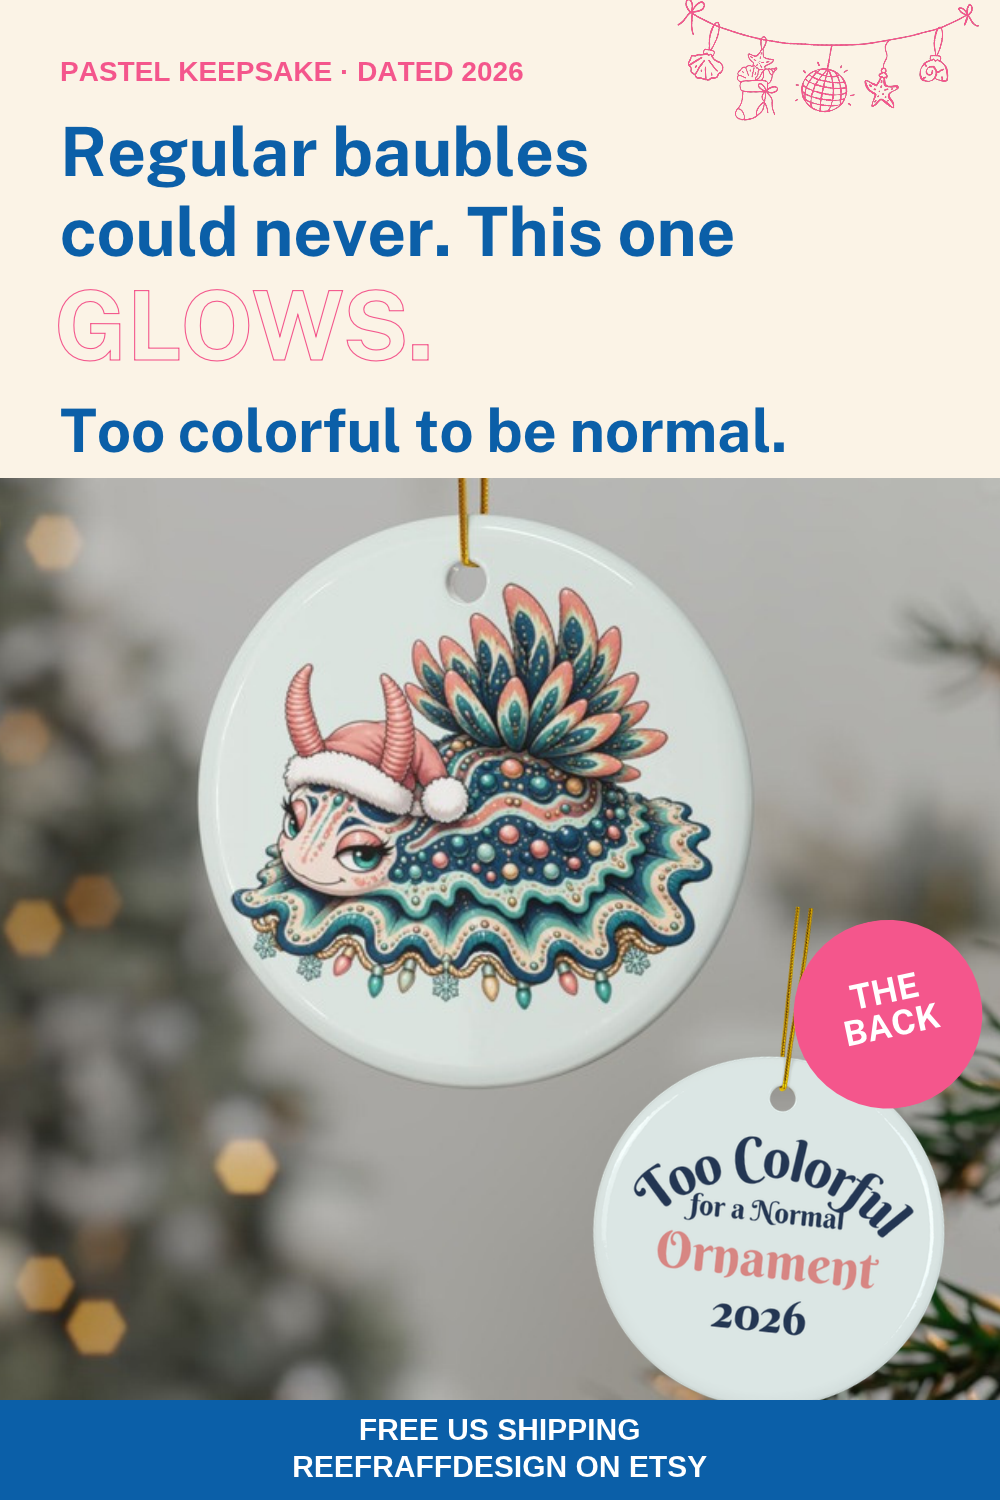 PASTEL KEEPSAKE · DATED 2026
Regular baubles
could never. This one
GLOWS.
Too colorful to be normal.
THE
BACK
Too Colorful
for a Normal
Ornament
2026
FREE US SHIPPING
REEFRAFFDESIGN ON ETSY